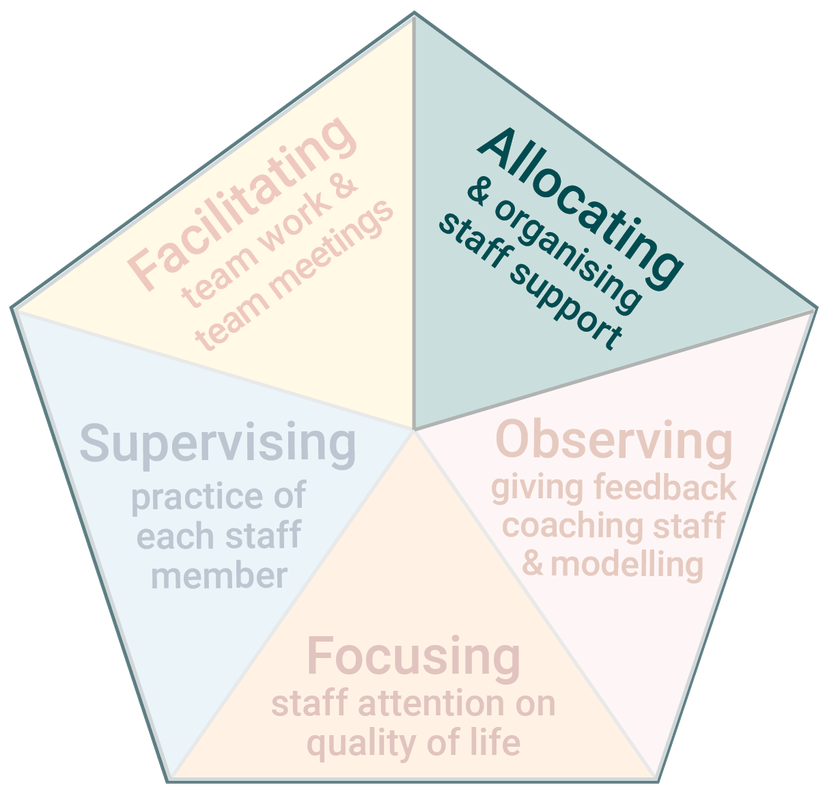 Facilitating
team work &
team meetings
Allocating
& organising
staff support
Supervising
practice of
each staff
member
Observing
giving feedback
coaching staff
& modelling
Focusing
staff attention on
quality of life